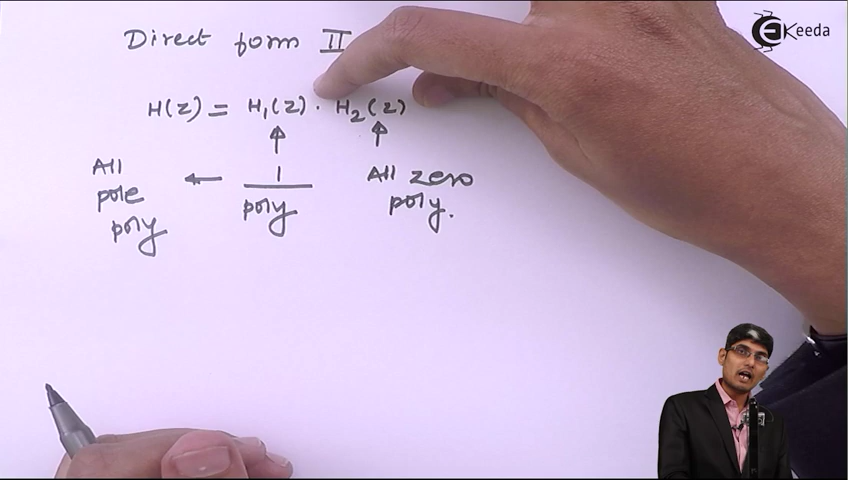 Direct form II
Ekeeda
H(z) = H₁(z) · H₂(z)
All pole poly ← 1/poly
All zero poly.